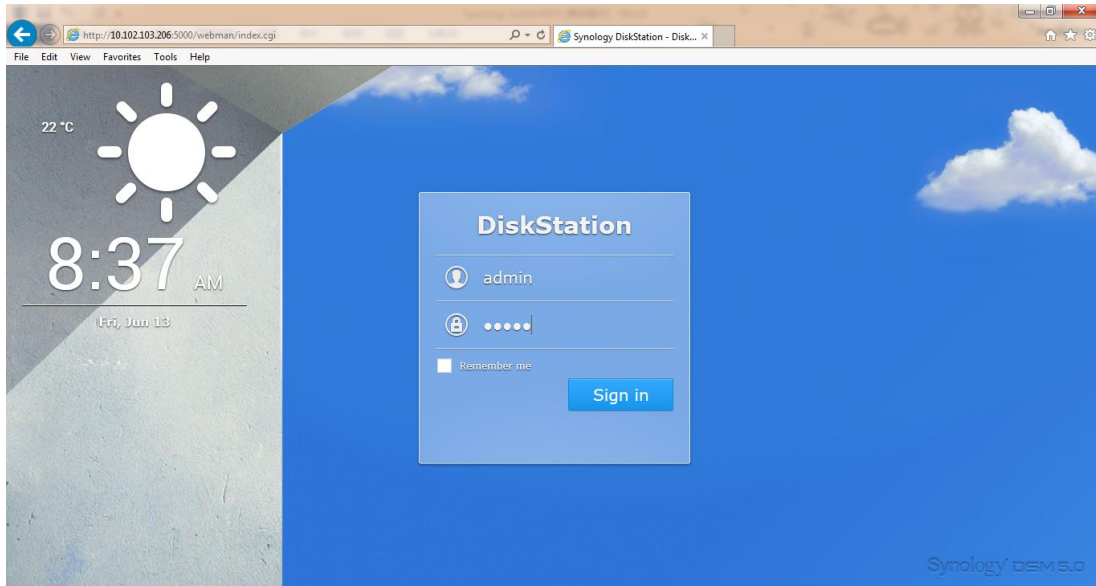 http://10.102.103.206:5000/webman/index.cgi
Synology DiskStation - Disk...
File Edit View Favorites Tools Help
22 °C
8:37 AM
Fri, Jun 13
DiskStation
admin
Remember me
Sign in
Synology DSM 5.0